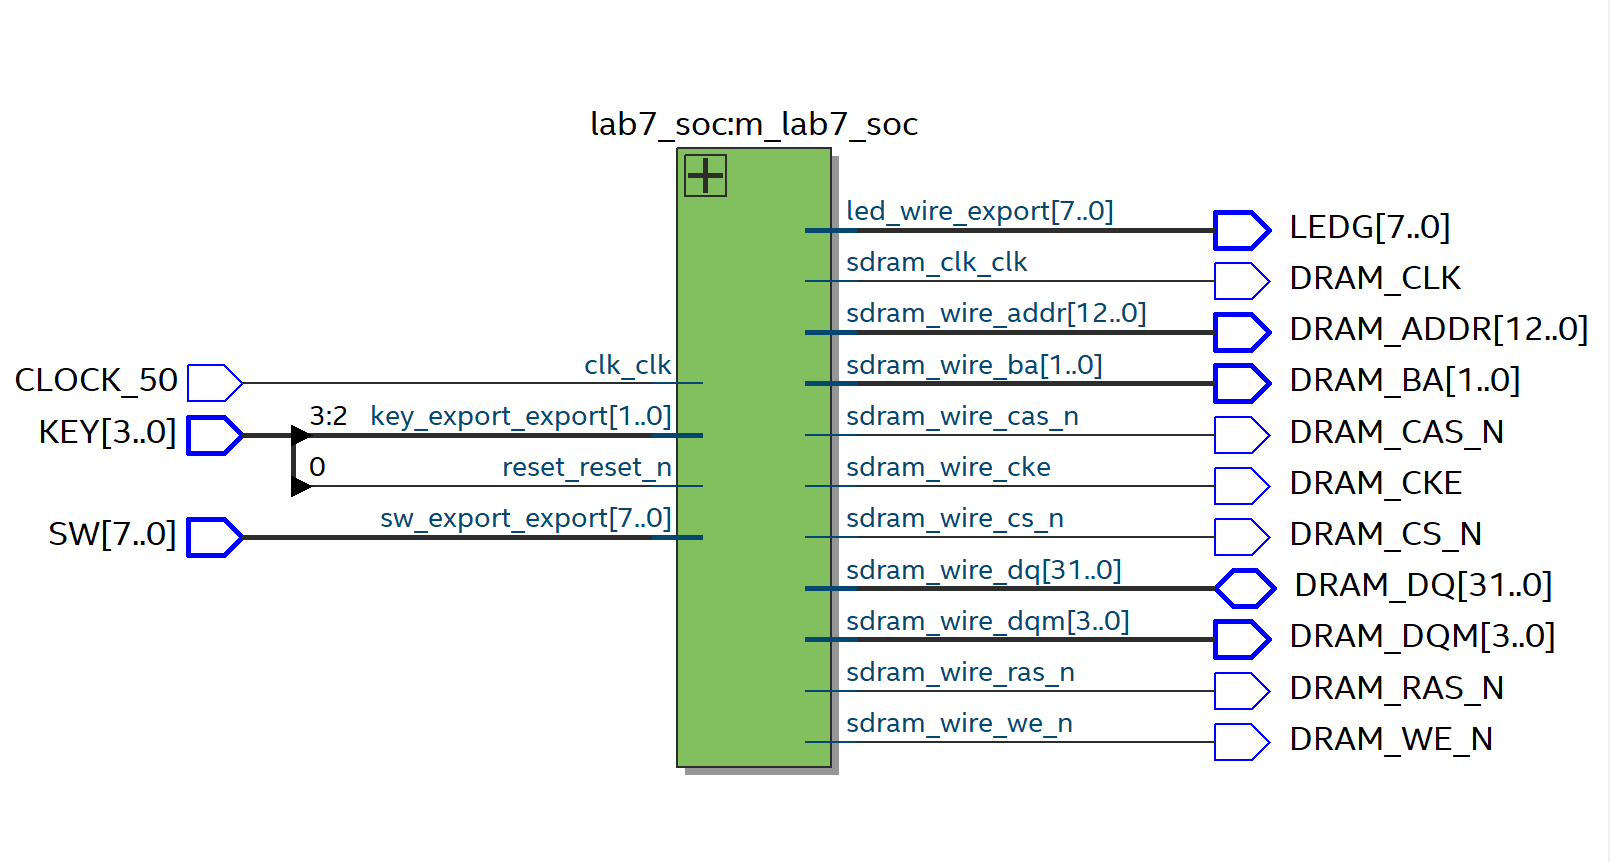 lab7_soc:m_lab7_soc
CLOCK_50
clk_clk
KEY[3..0]
3:2
key_export_export[1..0]
0
reset_reset_n
SW[7..0]
sw_export_export[7..0]
led_wire_export[7..0]
LEDG[7..0]
sdram_clk_clk
DRAM_CLK
sdram_wire_addr[12..0]
DRAM_ADDR[12..0]
sdram_wire_ba[1..0]
DRAM_BA[1..0]
sdram_wire_cas_n
DRAM_CAS_N
sdram_wire_cke
DRAM_CKE
sdram_wire_cs_n
DRAM_CS_N
sdram_wire_dq[31..0]
DRAM_DQ[31..0]
sdram_wire_dqm[3..0]
DRAM_DQM[3..0]
sdram_wire_ras_n
DRAM_RAS_N
sdram_wire_we_n
DRAM_WE_N